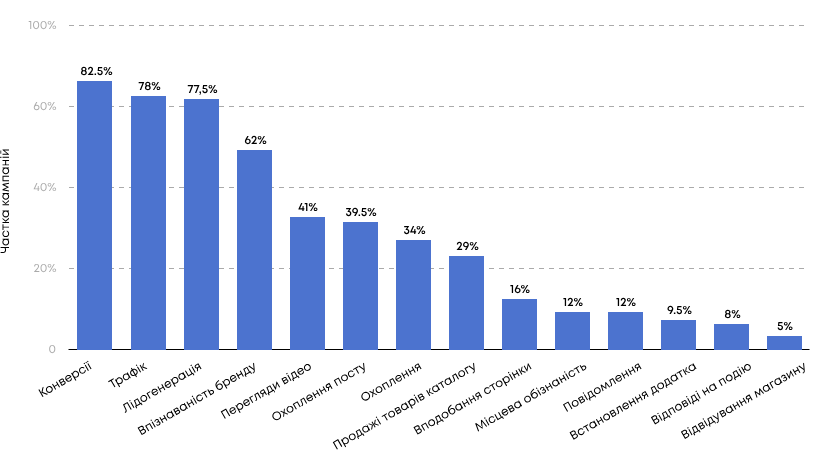 100%
60%
40%
20%
0
Частка кампаній
82.5%
78%
77,5%
62%
41%
39.5%
34%
29%
16%
12%
12%
9.5%
8%
5%
Конверсії
Трафік
Лідогенерація
Впізнаваність бренду
Перегляди відео
Охоплення посту
Охоплення
Продажі товарів каталогу
Вподобання сторінки
Місцева обізнаність
Повідомлення
Встановлення додатка
Відповіді на подію
Відвідування магазину